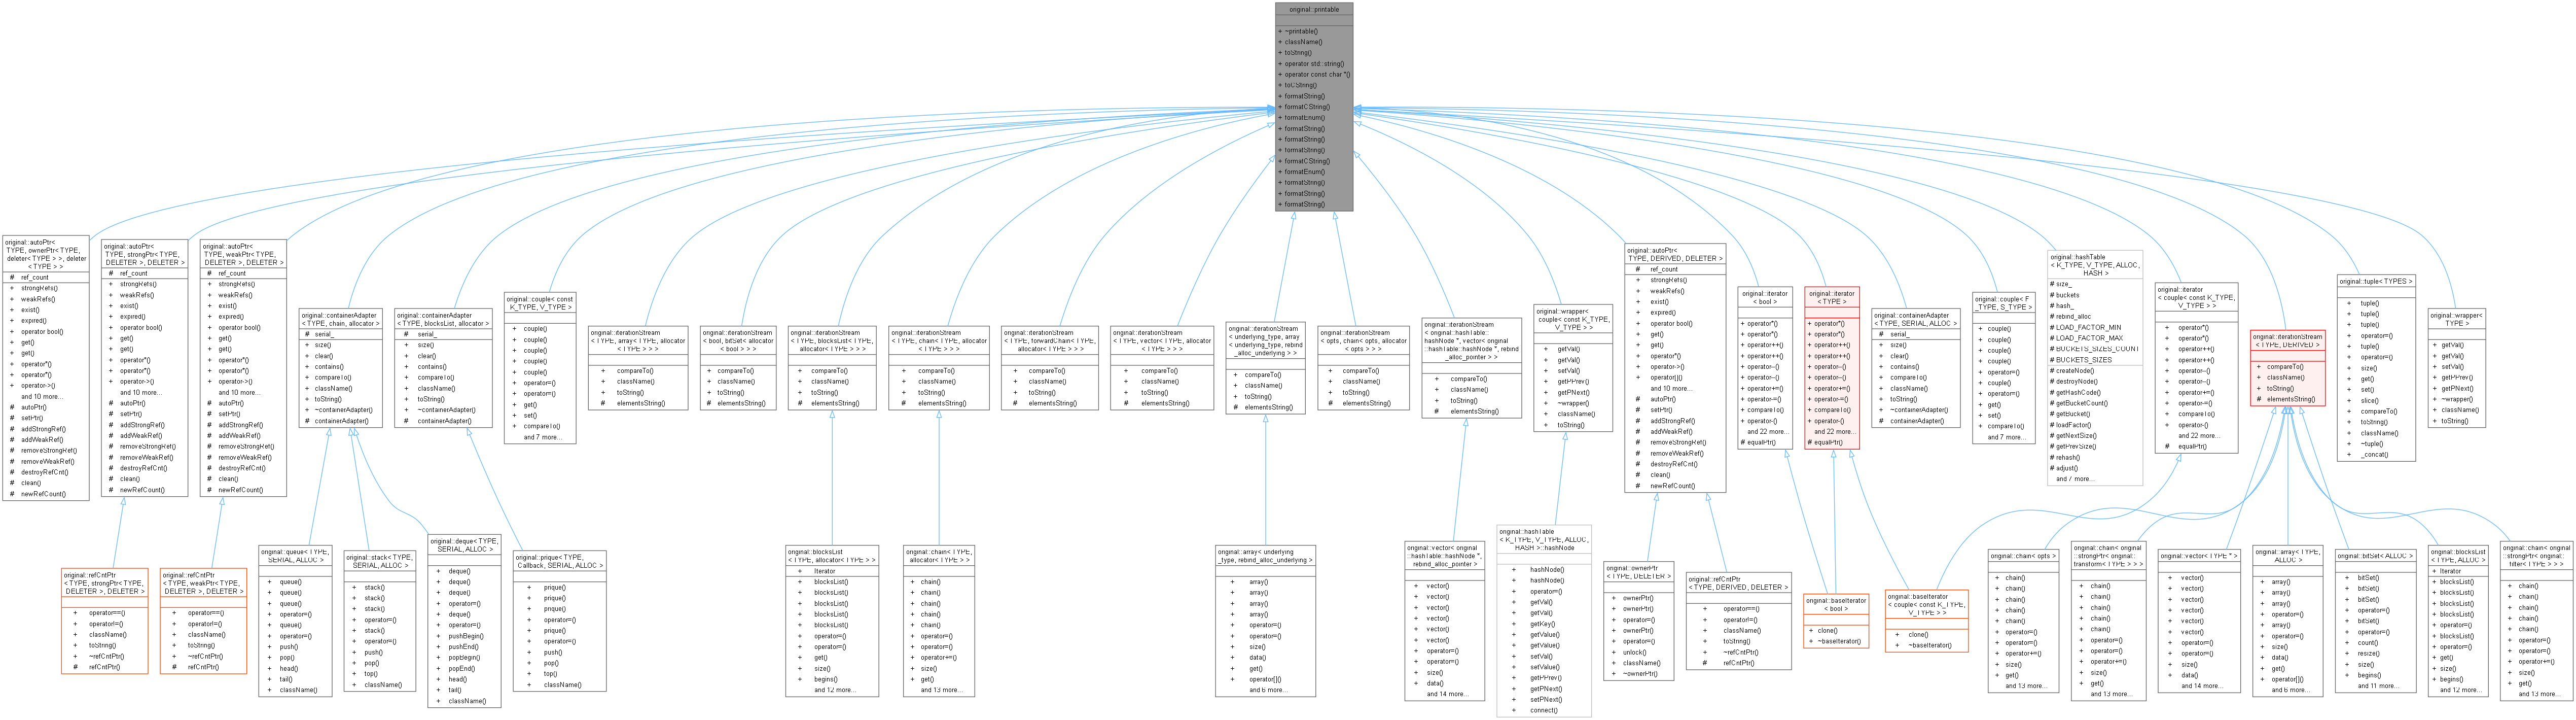 original::printable
+ ~printable()
+ className()
+ toString()
+ operator std::string()
+ operator const char *()
+ toCString()
+ formatString()
+ formatCString()
+ formatEnum()
+ formatString()
+ formatString()
+ formatString()
+ formatCString()
+ formatEnum()
+ formatString()
+ formatString()
+ formatString()
original::autoPtr<
TYPE, ownerPtr< TYPE,
deleter< TYPE > >, deleter
< TYPE > >
# ref_count
+ strongRefs()
+ weakRefs()
+ exist()
+ expired()
+ operator bool()
+ get()
+ get()
+ operator*()
+ operator*()
+ operator->()
and 10 more...
# autoPtr()
# setPtr()
# addStrongRef()
# addWeakRef()
# removeStrongRef()
# removeWeakRef()
# destroyRefCnt()
# clean()
# newRefCount()
original::autoPtr<
TYPE, strongPtr< TYPE,
DELETER >, DELETER >
# ref_count
+ strongRefs()
+ weakRefs()
+ exist()
+ expired()
+ operator bool()
+ get()
+ get()
+ operator*()
+ operator*()
+ operator->()
and 10 more...
# autoPtr()
# setPtr()
# addStrongRef()
# addWeakRef()
# removeStrongRef()
# removeWeakRef()
# destroyRefCnt()
# clean()
# newRefCount()
original::autoPtr<
TYPE, weakPtr< TYPE,
DELETER >, DELETER >
# ref_count
+ strongRefs()
+ weakRefs()
+ exist()
+ expired()
+ operator bool()
+ get()
+ get()
+ operator*()
+ operator*()
+ operator->()
and 10 more...
# autoPtr()
# setPtr()
# addStrongRef()
# addWeakRef()
# removeStrongRef()
# removeWeakRef()
# destroyRefCnt()
# clean()
# newRefCount()
original::containerAdapter
< TYPE, chain, allocator >
# serial_
+ size()
+ clear()
+ contains()
+ compareTo()
+ className()
+ toString()
+ ~containerAdapter()
# containerAdapter()
original::containerAdapter
< TYPE, blocksList, allocator >
# serial_
+ size()
+ clear()
+ contains()
+ compareTo()
+ className()
+ toString()
+ ~containerAdapter()
# containerAdapter()
original::couple< const
K_TYPE, V_TYPE >
+ couple()
+ couple()
+ couple()
+ couple()
+ couple()
+ operator=()
+ operator=()
+ get()
+ set()
+ compareTo()
and 7 more...
original::iterationStream
< TYPE, array< TYPE, allocator
< TYPE > > >
+ compareTo()
+ className()
+ toString()
# elementsString()
original::iterationStream
< bool, bitSet< allocator
< bool > > >
+ compareTo()
+ className()
+ toString()
# elementsString()
original::iterationStream
< TYPE, blocksList< TYPE,
allocator< TYPE > > >
+ compareTo()
+ className()
+ toString()
# elementsString()
original::iterationStream
< TYPE, chain< TYPE, allocator
< TYPE > > >
+ compareTo()
+ className()
+ toString()
# elementsString()
original::iterationStream
< TYPE, forwardChain< TYPE,
allocator< TYPE > > >
+ compareTo()
+ className()
+ toString()
# elementsString()
original::iterationStream
< TYPE, vector< TYPE, allocator
< TYPE > > >
+ compareTo()
+ className()
+ toString()
# elementsString()
original::iterationStream
< underlying_type, array
< underlying_type, rebind
_alloc_underlying > >
+ compareTo()
+ className()
+ toString()
# elementsString()
original::iterationStream
< opts, chain< opts, allocator
< opts > > >
+ compareTo()
+ className()
+ toString()
# elementsString()
original::iterationStream
< original::hashTable::
hashNode *, vector< original
::hashTable::hashNode *, rebind
_alloc_pointer > >
+ compareTo()
+ className()
+ toString()
# elementsString()
original::wrapper<
couple< const K_TYPE,
V_TYPE > >
+ getVal()
+ getVal()
+ setVal()
+ getPPrev()
+ getPNext()
+ ~wrapper()
+ className()
+ toString()
original::autoPtr<
TYPE, DERIVED, DELETER >
# ref_count
+ strongRefs()
+ weakRefs()
+ exist()
+ expired()
+ operator bool()
+ get()
+ get()
+ operator*()
+ operator->()
+ operator[]()
and 10 more...
# autoPtr()
# setPtr()
# addStrongRef()
# addWeakRef()
# removeStrongRef()
# removeWeakRef()
# destroyRefCnt()
# clean()
# newRefCount()
original::iterator
< bool >
+ operator*()
+ operator*()
+ operator++()
+ operator++()
+ operator--()
+ operator--()
+ operator+=()
+ operator-=()
+ compareTo()
+ operator-()
and 22 more...
# equalPtr()
original::iterator
< TYPE >
+ operator*()
+ operator*()
+ operator++()
+ operator++()
+ operator--()
+ operator--()
+ operator+=()
+ operator-=()
+ compareTo()
+ operator-()
and 22 more...
# equalPtr()
original::containerAdapter
< TYPE, SERIAL, ALLOC >
# serial_
+ size()
+ clear()
+ contains()
+ compareTo()
+ className()
+ toString()
+ ~containerAdapter()
# containerAdapter()
original::couple< F
_TYPE, S_TYPE >
+ couple()
+ couple()
+ couple()
+ couple()
+ operator=()
+ couple()
+ operator=()
+ get()
+ set()
+ compareTo()
and 7 more...
original::hashTable
< K_TYPE, V_TYPE, ALLOC,
HASH >
# size_
# buckets
# hash_
# rebind_alloc
# LOAD_FACTOR_MIN
# LOAD_FACTOR_MAX
# BUCKETS_SIZES_COUNT
# BUCKETS_SIZES
# createNode()
# destroyNode()
# getHashCode()
# getBucketCount()
# getBucket()
# loadFactor()
# getNextSize()
# getPrevSize()
# rehash()
# adjust()
and 7 more...
original::iterator
< couple< const K_TYPE,
V_TYPE > >
+ operator*()
+ operator*()
+ operator++()
+ operator++()
+ operator--()
+ operator--()
+ operator+=()
+ operator-=()
+ compareTo()
+ operator-()
and 22 more...
# equalPtr()
original::iterationStream
< TYPE, DERIVED >
+ compareTo()
+ className()
+ toString()
# elementsString()
original::tuple< TYPES >
+ tuple()
+ tuple()
+ tuple()
+ operator=()
+ tuple()
+ operator=()
+ size()
+ get()
+ set()
+ slice()
+ compareTo()
+ toString()
+ className()
+ ~tuple()
+ _concat()
original::wrapper<
TYPE >
+ getVal()
+ getVal()
+ setVal()
+ getPPrev()
+ getPNext()
+ ~wrapper()
+ className()
+ toString()
original::refCntPtr
< TYPE, strongPtr< TYPE,
DELETER >, DELETER >
+ operator==()
+ operator!=()
+ className()
+ toString()
+ ~refCntPtr()
# refCntPtr()
original::refCntPtr
< TYPE, weakPtr< TYPE,
DELETER >, DELETER >
+ operator==()
+ operator!=()
+ className()
+ toString()
+ ~refCntPtr()
# refCntPtr()
original::queue< TYPE,
SERIAL, ALLOC >
+ queue()
+ queue()
+ queue()
+ operator=()
+ queue()
+ operator=()
+ push()
+ pop()
+ head()
+ tail()
+ className()
original::stack< TYPE,
SERIAL, ALLOC >
+ stack()
+ stack()
+ stack()
+ operator=()
+ stack()
+ operator=()
+ push()
+ pop()
+ top()
+ className()
original::deque< TYPE,
SERIAL, ALLOC >
+ deque()
+ deque()
+ deque()
+ operator=()
+ deque()
+ operator=()
+ pushBegin()
+ pushEnd()
+ popBegin()
+ popEnd()
+ head()
+ tail()
+ className()
original::prique< TYPE,
Callback, SERIAL, ALLOC >
+ prique()
+ prique()
+ prique()
+ operator=()
+ prique()
+ operator=()
+ push()
+ pop()
+ top()
+ className()
original::blocksList
< TYPE, allocator< TYPE > >
+ Iterator
+ blocksList()
+ blocksList()
+ blocksList()
+ blocksList()
+ blocksList()
+ operator=()
+ operator=()
+ get()
+ size()
+ begins()
and 12 more...
original::chain< TYPE,
allocator< TYPE > >
+ chain()
+ chain()
+ chain()
+ chain()
+ chain()
+ operator=()
+ operator=()
+ operator+=()
+ size()
+ get()
and 13 more...
original::array< underlying
_type, rebind_alloc_underlying >
+ array()
+ array()
+ array()
+ array()
+ operator=()
+ operator=()
+ size()
+ data()
+ get()
+ operator[]()
and 6 more...
original::vector< original
::hashTable::hashNode *,
rebind_alloc_pointer >
+ vector()
+ vector()
+ vector()
+ vector()
+ vector()
+ vector()
+ operator=()
+ operator=()
+ size()
+ data()
and 14 more...
original::hashTable
< K_TYPE, V_TYPE, ALLOC,
HASH >::hashNode
+ hashNode()
+ hashNode()
+ operator=()
+ getVal()
+ getVal()
+ getKey()
+ getValue()
+ getValue()
+ setVal()
+ setValue()
+ getPPrev()
+ getPNext()
+ setPNext()
+ connect()
original::ownerPtr
< TYPE, DELETER >
+ ownerPtr()
+ ownerPtr()
+ operator=()
+ ownerPtr()
+ operator=()
+ unlock()
+ className()
+ ~ownerPtr()
original::refCntPtr
< TYPE, DERIVED, DELETER >
+ operator==()
+ operator!=()
+ className()
+ toString()
+ ~refCntPtr()
# refCntPtr()
original::baseIterator
< bool >
+ clone()
+ ~baseIterator()
original::baseIterator
< couple< const K_TYPE,
V_TYPE > >
+ clone()
+ ~baseIterator()
original::chain< opts >
+ chain()
+ chain()
+ chain()
+ chain()
+ chain()
+ operator=()
+ operator=()
+ operator+=()
+ size()
+ get()
and 13 more...
original::chain< original
::strongPtr< original::
transform< TYPE > > >
+ chain()
+ chain()
+ chain()
+ chain()
+ chain()
+ operator=()
+ operator=()
+ operator+=()
+ size()
+ get()
and 13 more...
original::vector< TYPE * >
+ vector()
+ vector()
+ vector()
+ vector()
+ vector()
+ vector()
+ operator=()
+ operator=()
+ size()
+ data()
and 14 more...
original::array< TYPE,
ALLOC >
+ array()
+ array()
+ array()
+ operator=()
+ array()
+ operator=()
+ size()
+ data()
+ get()
+ operator[]()
and 6 more...
original::bitSet< ALLOC >
+ bitSet()
+ bitSet()
+ bitSet()
+ operator=()
+ bitSet()
+ operator=()
+ count()
+ resize()
+ size()
+ begins()
and 11 more...
original::blocksList
< TYPE, ALLOC >
+ Iterator
+ blocksList()
+ blocksList()
+ blocksList()
+ blocksList()
+ operator=()
+ blocksList()
+ operator=()
+ get()
+ size()
+ begins()
and 12 more...
original::chain< original
::strongPtr< original::
filter< TYPE > > >
+ chain()
+ chain()
+ chain()
+ chain()
+ chain()
+ operator=()
+ operator=()
+ operator+=()
+ size()
+ get()
and 13 more...